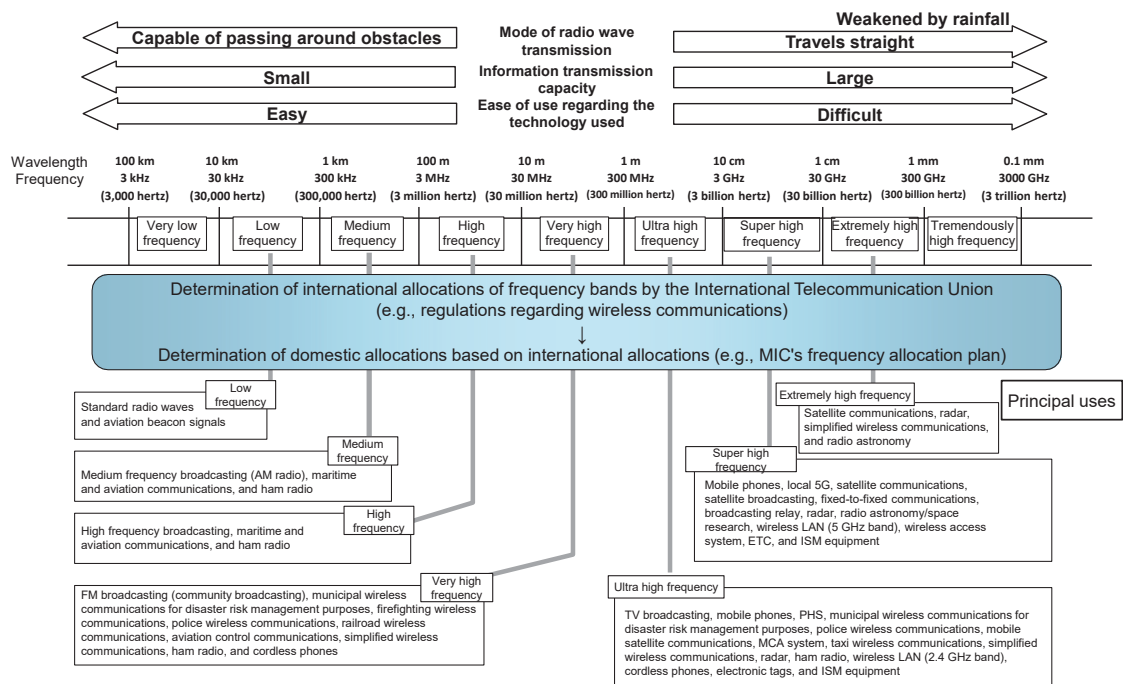 Weakened by rainfall
Capable of passing around obstacles
Mode of radio wave
transmission
Travels straight
Small
Information transmission
capacity
Large
Easy
Ease of use regarding the
technology used
Difficult
Wavelength
Frequency
100 km
3 kHz
(3,000 hertz)
10 km
30 kHz
(30,000 hertz)
1 km
300 kHz
(300,000 hertz)
100 m
3 MHz
(3 million hertz)
10 m
30 MHz
(30 million hertz)
1 m
300 MHz
(300 million hertz)
10 cm
3 GHz
(3 billion hertz)
1 cm
30 GHz
(30 billion hertz)
1 mm
300 GHz
(300 billion hertz)
0.1 mm
3000 GHz
(3 trillion hertz)
Very low
frequency
Low
frequency
Medium
frequency
High
frequency
Very high
frequency
Ultra high
frequency
Super high
frequency
Extremely high
frequency
Tremendously
high frequency
Determination of international allocations of frequency bands by the International Telecommunication Union
(e.g., regulations regarding wireless communications)
↓
Determination of domestic allocations based on international allocations (e.g., MIC's frequency allocation plan)
Principal uses
Low
frequency
Standard radio waves
and aviation beacon signals
Medium
frequency
Medium frequency broadcasting (AM radio), maritime
and aviation communications, and ham radio
High
frequency
High frequency broadcasting, maritime and
aviation communications, and ham radio
Very high
frequency
FM broadcasting (community broadcasting), municipal wireless
communications for disaster risk management purposes, firefighting wireless
communications, police wireless communications, railroad wireless
communications, aviation control communications, simplified wireless
communications, ham radio, and cordless phones
Extremely high frequency
Satellite communications, radar,
simplified wireless communications,
and radio astronomy
Super high
frequency
Mobile phones, local 5G, satellite communications,
satellite broadcasting, fixed-to-fixed communications,
broadcasting relay, radar, radio astronomy/space
research, wireless LAN (5 GHz band), wireless access
system, ETC, and ISM equipment
Ultra high frequency
TV broadcasting, mobile phones, PHS, municipal wireless communications for
disaster risk management purposes, police wireless communications, mobile
satellite communications, MCA system, taxi wireless communications, simplified
wireless communications, radar, ham radio, wireless LAN (2.4 GHz band),
cordless phones, electronic tags, and ISM equipment